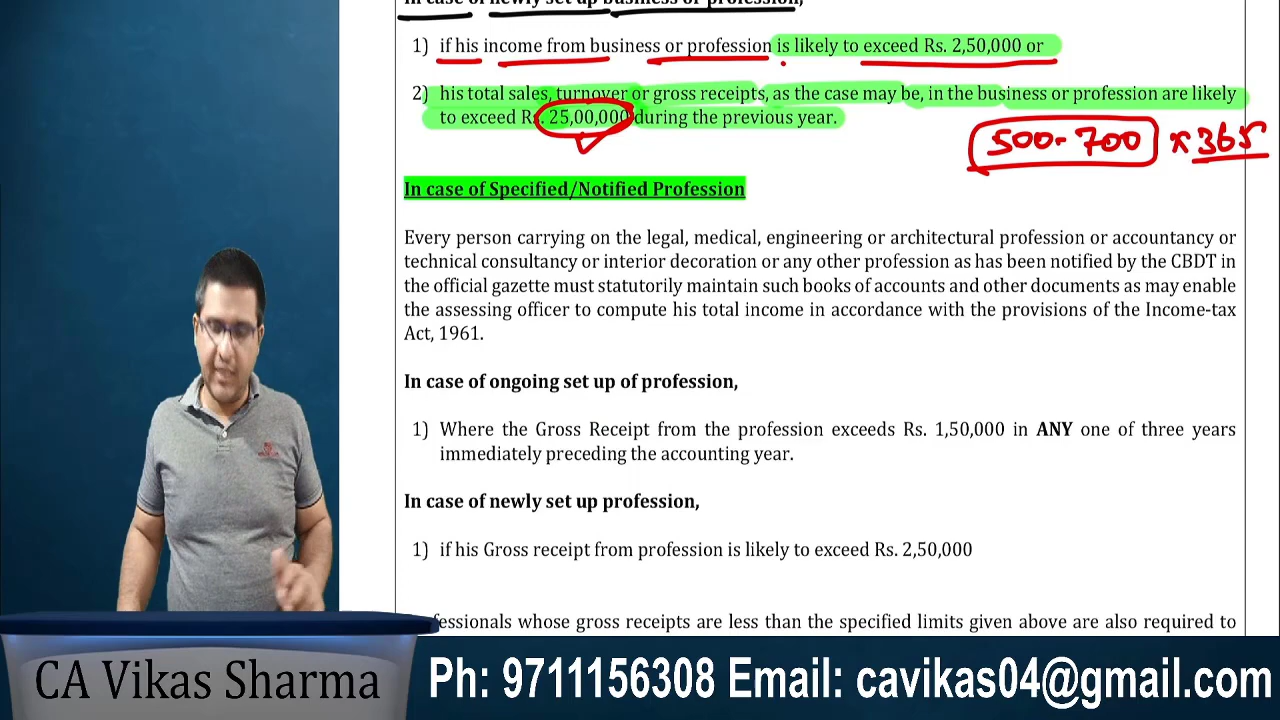 In case of newly set up business or profession,
1) if his income from business or profession is likely to exceed Rs. 2,50,000 or
2) his total sales, turnover or gross receipts, as the case may be, in the business or profession are likely
to exceed Rs. 25,00,000 during the previous year.
500-700 x 365
In case of Specified/Notified Profession
Every person carrying on the legal, medical, engineering or architectural profession or accountancy or
technical consultancy or interior decoration or any other profession as has been notified by the CBDT in
the official gazette must statutorily maintain such books of accounts and other documents as may enable
the assessing officer to compute his total income in accordance with the provisions of the Income-tax
Act, 1961.
In case of ongoing set up of profession,
1) Where the Gross Receipt from the profession exceeds Rs. 1,50,000 in ANY one of three years
immediately preceding the accounting year.
In case of newly set up profession,
1) if his Gross receipt from profession is likely to exceed Rs. 2,50,000
whose gross receipts are less than the specified limits given above are also required to
CA Vikas Sharma
Ph: 9711156308 Email: cavikas04@gmail.com